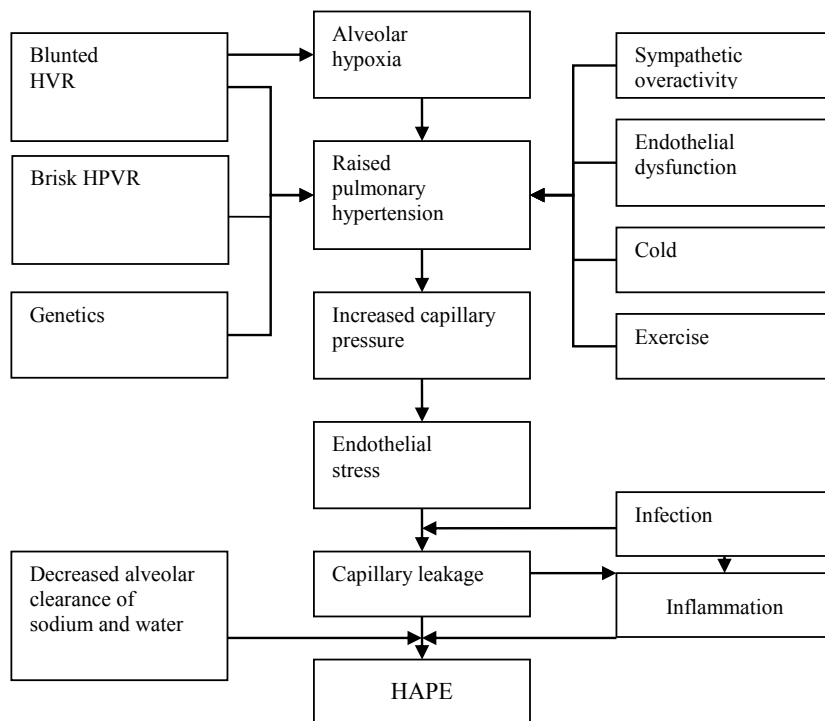 Blunted
HVR
Alveolar
hypoxia
Sympathetic
overactivity
Brisk HPVR
Raised
pulmonary
hypertension
Endothelial
dysfunction
Cold
Genetics
Increased capillary
pressure
Exercise
Endothelial
stress
Infection
Decreased alveolar
clearance of
sodium and water
Capillary leakage
Inflammation
HAPE